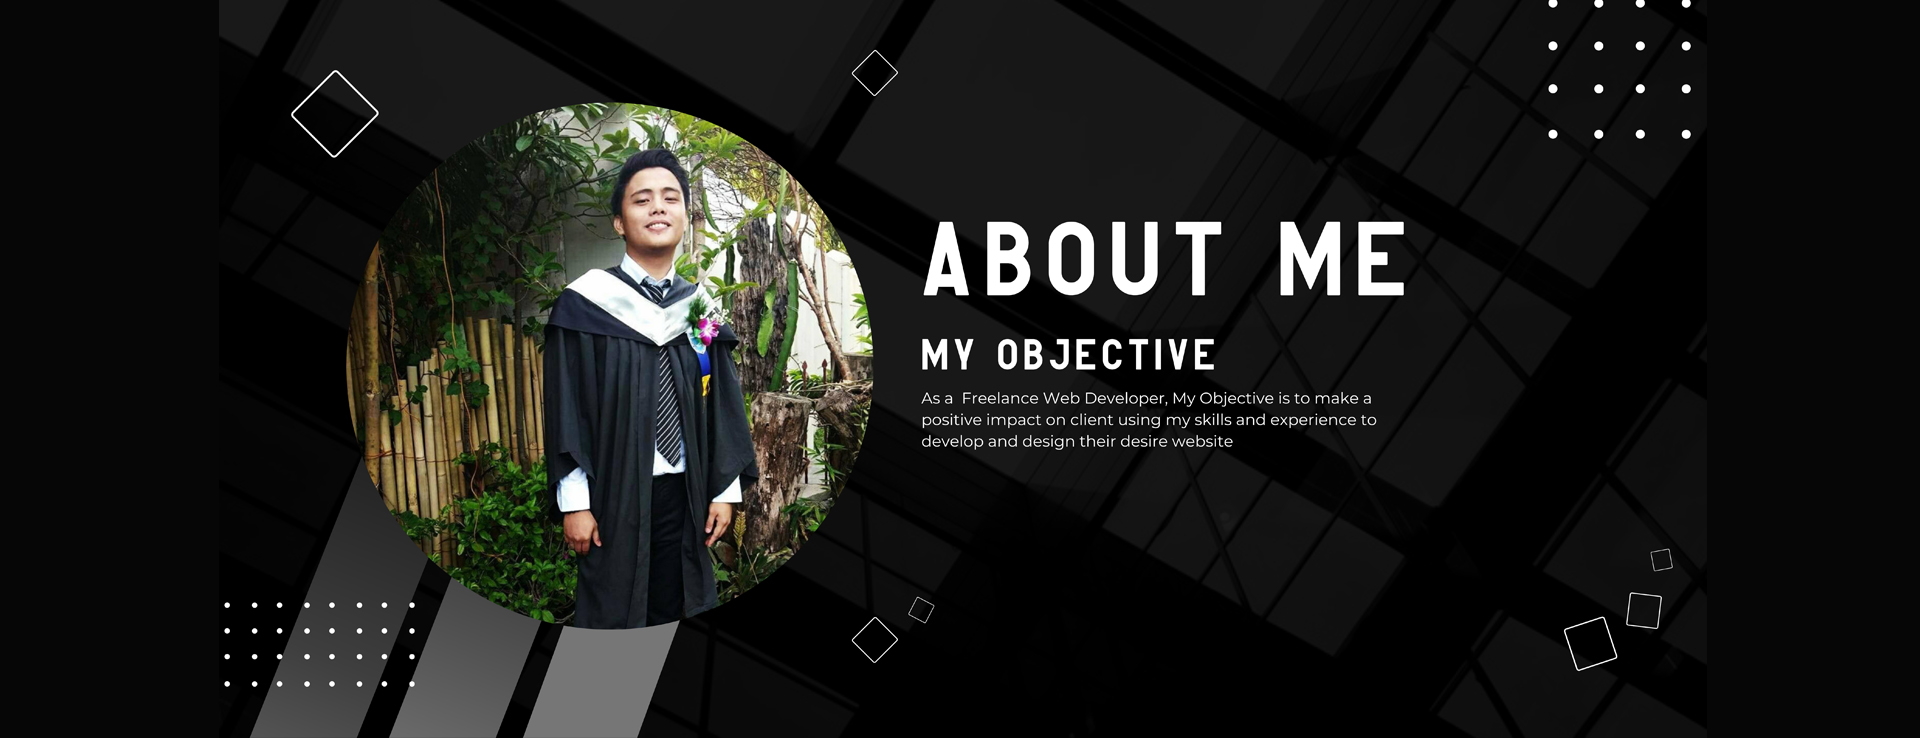 ABOUT ME
MY OBJECTIVE
As a  Freelance Web Developer, My Objective is to make a
positive impact on client using my skills and experience to
develop and design their desire website